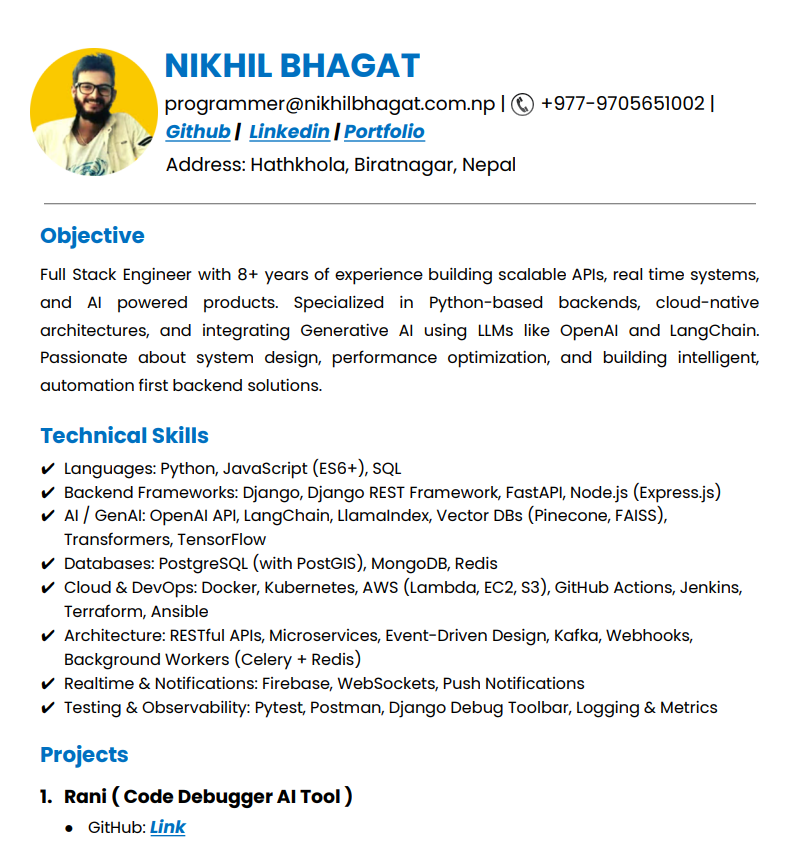 NIKHIL BHAGAT
programmer@nikhilbhagat.com.np | +977-9705651002 |
Github | Linkedin | Portfolio
Address: Hathkhola, Biratnagar, Nepal
Objective
Full Stack Engineer with 8+ years of experience building scalable APIs, real time systems,
and AI powered products. Specialized in Python-based backends, cloud-native
architectures, and integrating Generative AI using LLMs like OpenAI and LangChain.
Passionate about system design, performance optimization, and building intelligent,
automation first backend solutions.
Technical Skills
✔ Languages: Python, JavaScript (ES6+), SQL
✔ Backend Frameworks: Django, Django REST Framework, FastAPI, Node.js (Express.js)
✔ AI / GenAI: OpenAI API, LangChain, LlamaIndex, Vector DBs (Pinecone, FAISS),
Transformers, TensorFlow
✔ Databases: PostgreSQL (with PostGIS), MongoDB, Redis
✔ Cloud & DevOps: Docker, Kubernetes, AWS (Lambda, EC2, S3), GitHub Actions, Jenkins,
Terraform, Ansible
✔ Architecture: RESTful APIs, Microservices, Event-Driven Design, Kafka, Webhooks,
Background Workers (Celery + Redis)
✔ Realtime & Notifications: Firebase, WebSockets, Push Notifications
✔ Testing & Observability: Pytest, Postman, Django Debug Toolbar, Logging & Metrics
Projects
1. Rani ( Code Debugger AI Tool )
● GitHub: Link